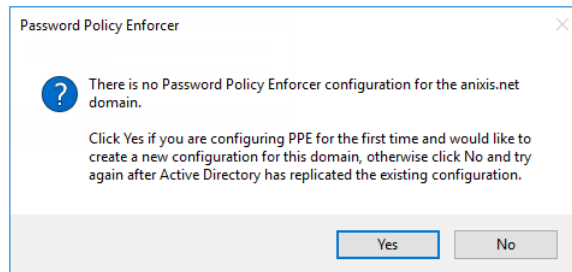 Password Policy Enforcer
There is no Password Policy Enforcer configuration for the anixis.net
domain.
Click Yes if you are configuring PPE for the first time and would like to
create a new configuration for this domain, otherwise click No and try
again after Active Directory has replicated the existing configuration.
Yes No